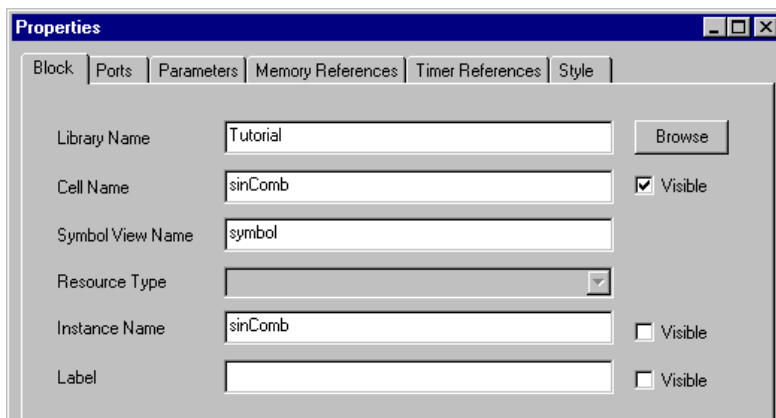 Properties
Block Ports Parameters Memory References Timer References Style
Library Name Tutorial Browse
Cell Name sinComb Visible
Symbol View Name symbol
Resource Type
Instance Name sinComb Visible
Label Visible